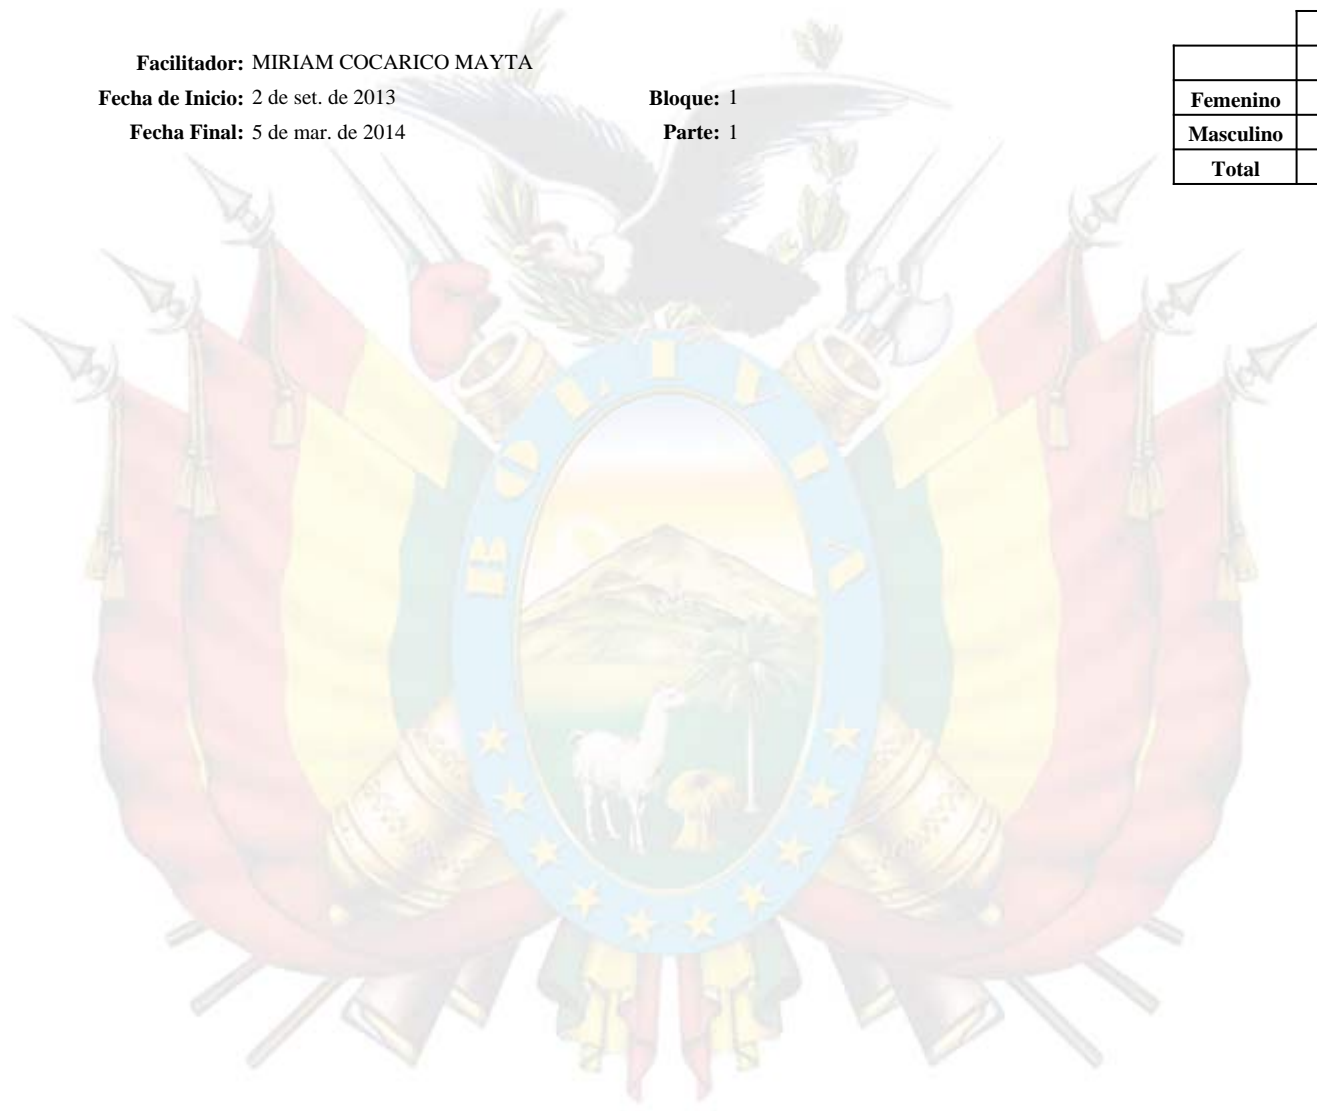 Facilitador: MIRIAM COCARICO MAYTA
Fecha de Inicio: 2 de set. de 2013
Bloque: 1
Fecha Final: 5 de mar. de 2014
Parte: 1
Femenino
Masculino
Total
BOLIVIA